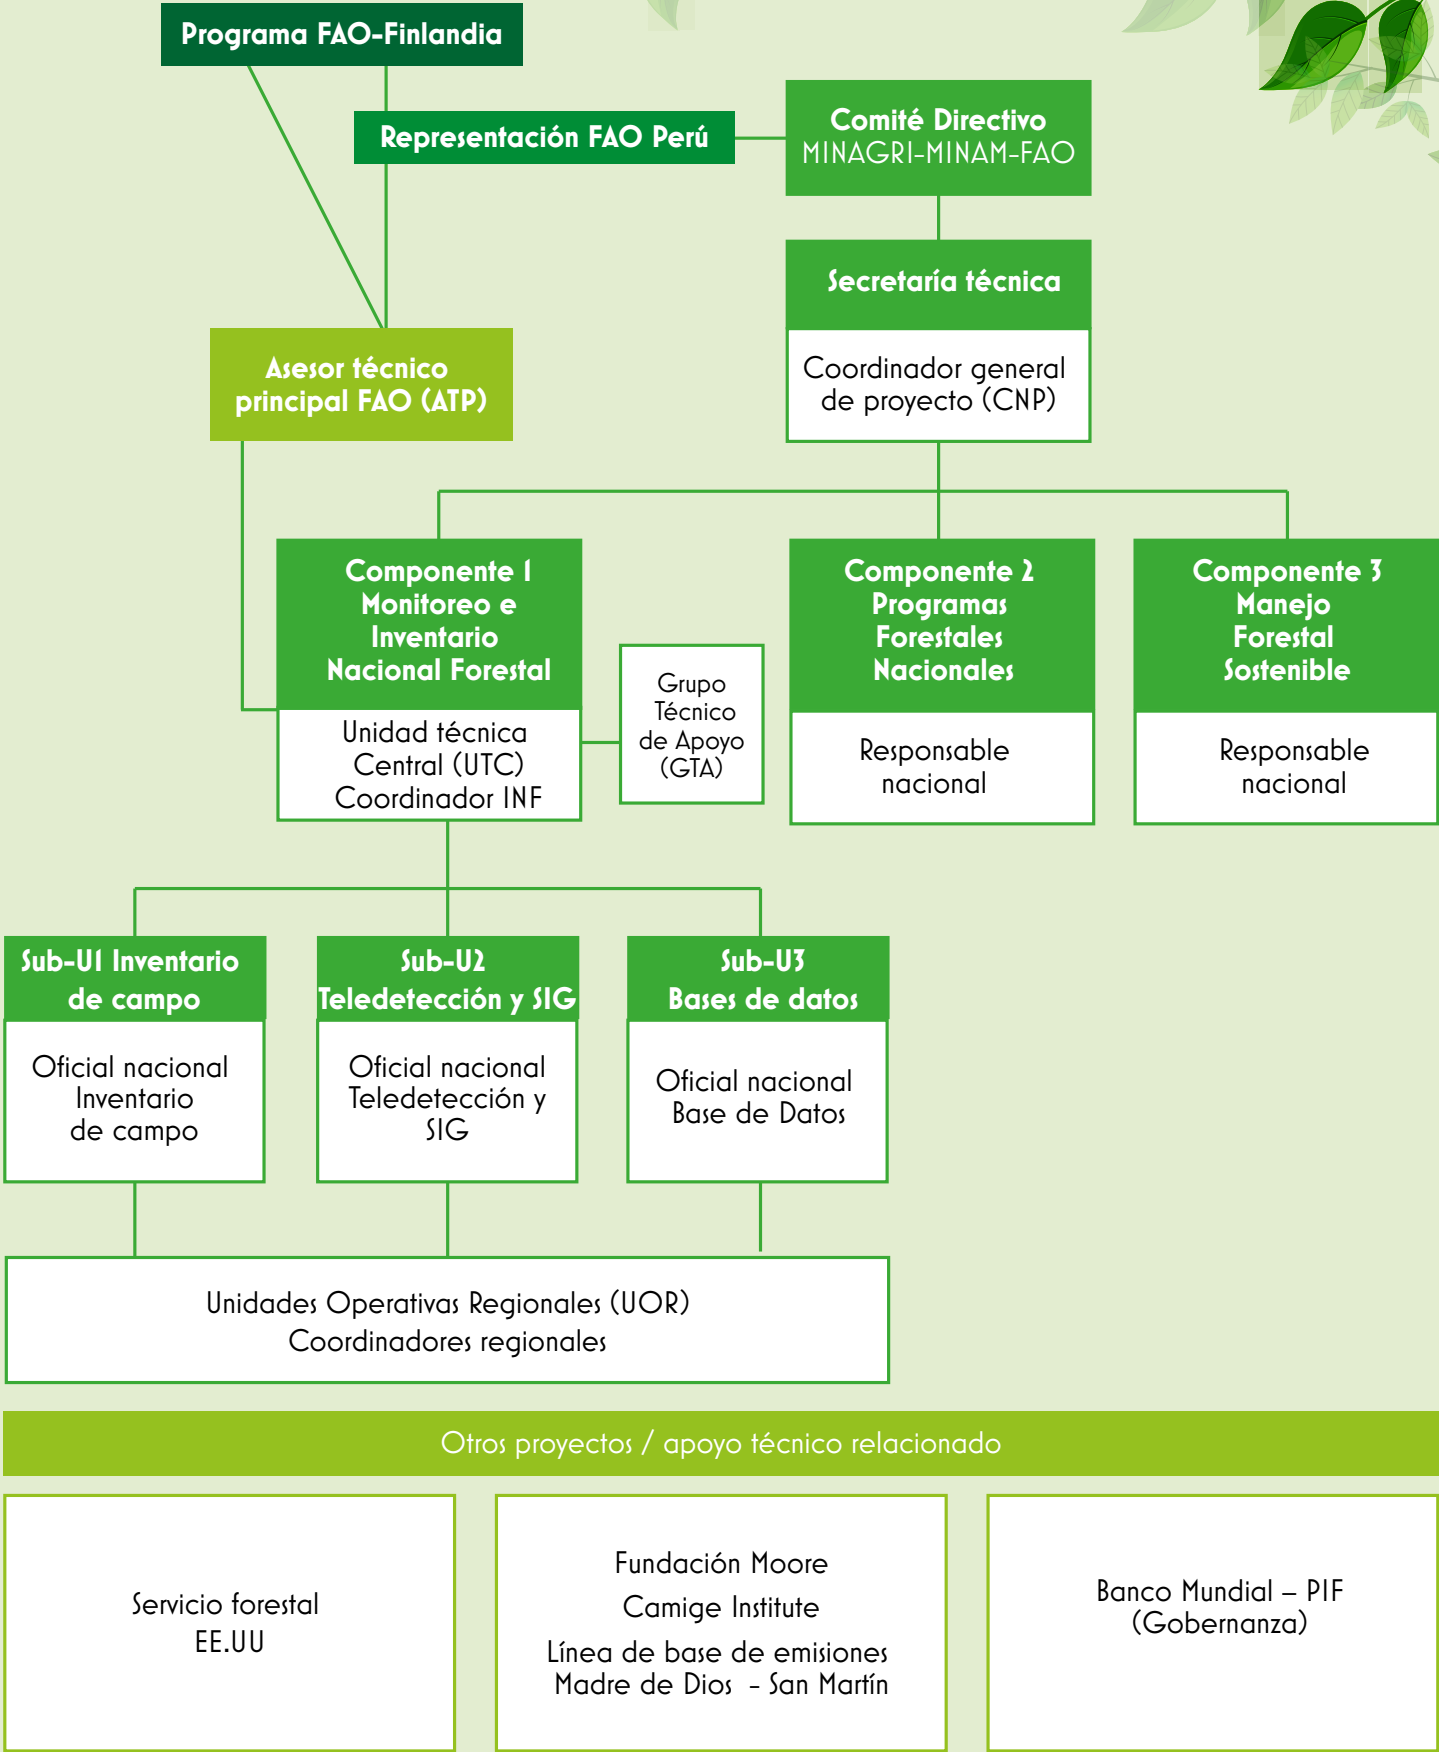 Programa FAO-Finlandia
Representación FAO Perú
Comité Directivo
MINAGRI-MINAM-FAO
Secretaría técnica
Coordinador general
de proyecto (CNP)
Asesor técnico
principal FAO (ATP)
Componente 1
Monitoreo e
Inventario
Nacional Forestal
Unidad técnica
Central (UTC)
Coordinador INF
Grupo
Técnico
de Apoyo
(GTA)
Componente 2
Programas
Forestales
Nacionales
Responsable
nacional
Componente 3
Manejo
Forestal
Sostenible
Responsable
nacional
Sub-U1 Inventario
de campo
Oficial nacional
Inventario
de campo
Sub-U2
Teledetección y SIG
Oficial nacional
Teledetección y
SIG
Sub-U3
Bases de datos
Oficial nacional
Base de Datos
Unidades Operativas Regionales (UOR)
Coordinadores regionales
Otros proyectos / apoyo técnico relacionado
Servicio forestal
EE.UU
Fundación Moore
Camige Institute
Línea de base de emisiones
Madre de Dios - San Martín
Banco Mundial – PIF
(Gobernanza)